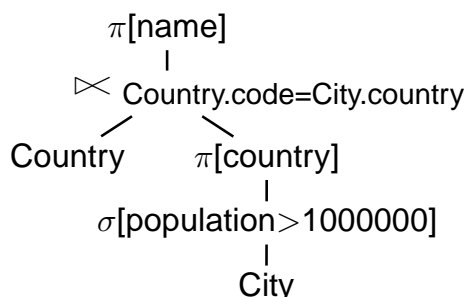 π[name]
⋉ Country.code=City.country
Country π[country]
σ[population>1000000]
City